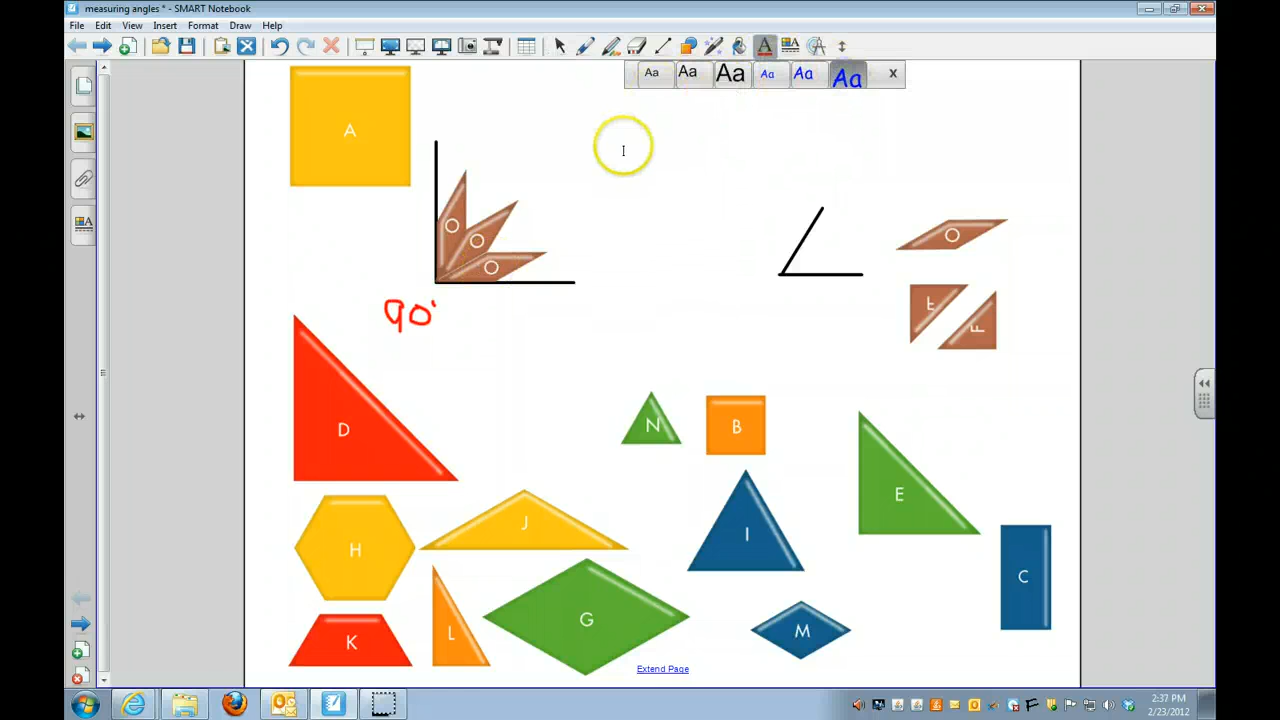 measuring angles * - SMART Notebook
File Edit View Insert Format Draw Help
Aa Aa Aa Aa Aa Aa x
A
O
O
O
O
90°
F
F
D
N
B
E
I
J
H
C
G
L
M
K
Extend Page
2:37 PM
2/23/2012